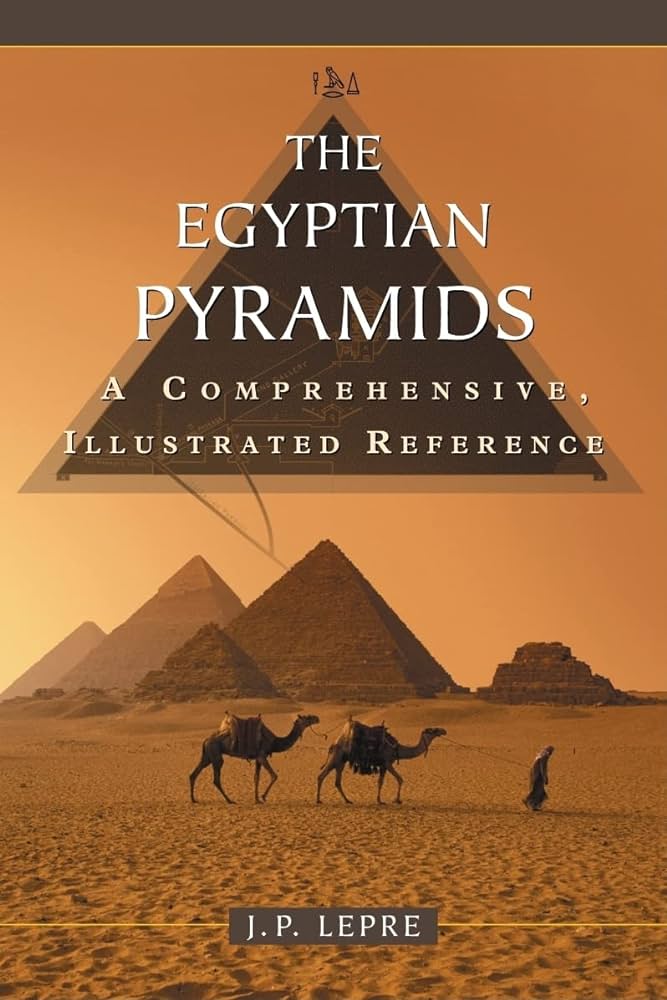 THE
EGYPTIAN
PYRAMIDS
A COMPREHENSIVE,
ILLUSTRATED REFERENCE
J.P. LEPRE